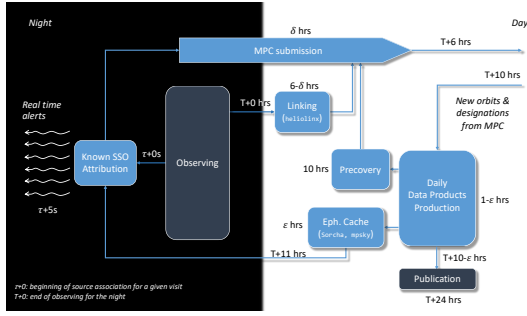 Night
Day
δ hrs
MPC submission
T+6 hrs
6-δ hrs
T+10 hrs
T+0 hrs
Linking
(heliolinx)
Real time
alerts
New orbits &
designations
from MPC
Known SSO
Attribution
τ+0s
Observing
10 hrs
Precovery
Daily
Data Products
Production
1-ε hrs
τ+5s
ε hrs
Eph. Cache
(Sorcha, mpsky)
T+11 hrs
T+10-ε hrs
Publication
T+24 hrs
τ+0: beginning of source association for a given visit
T+0: end of observing for the night